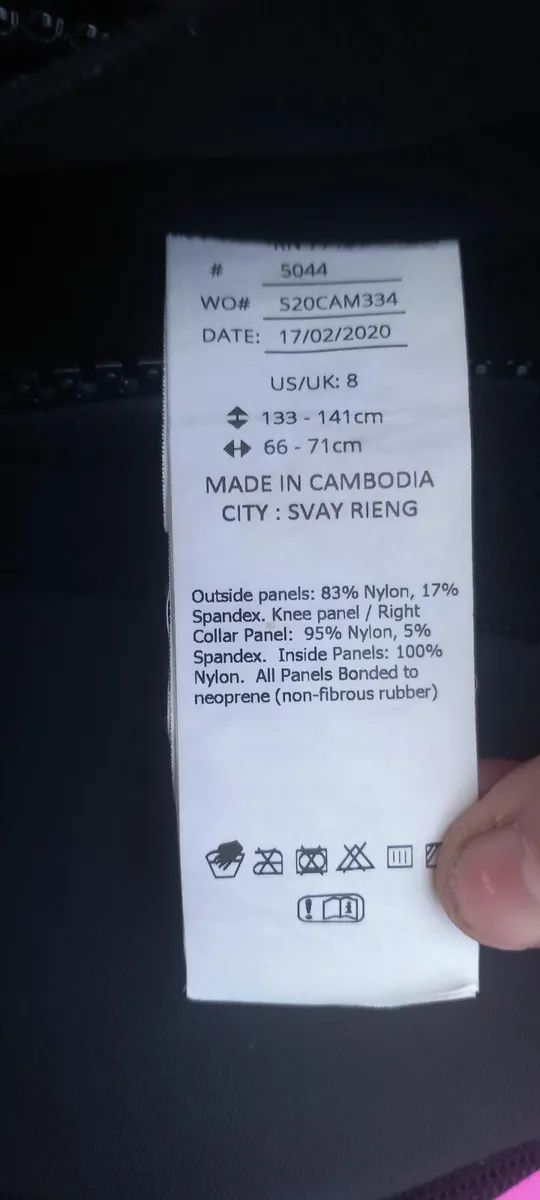 # 5044
WO# S20CAM334
DATE: 17/02/2020
US/UK: 8
133 - 141cm
66 - 71cm
MADE IN CAMBODIA
CITY : SVAY RIENG
Outside panels: 83% Nylon, 17%
Spandex. Knee panel / Right
Collar Panel: 95% Nylon, 5%
Spandex. Inside Panels: 100%
Nylon. All Panels Bonded to
neoprene (non-fibrous rubber)